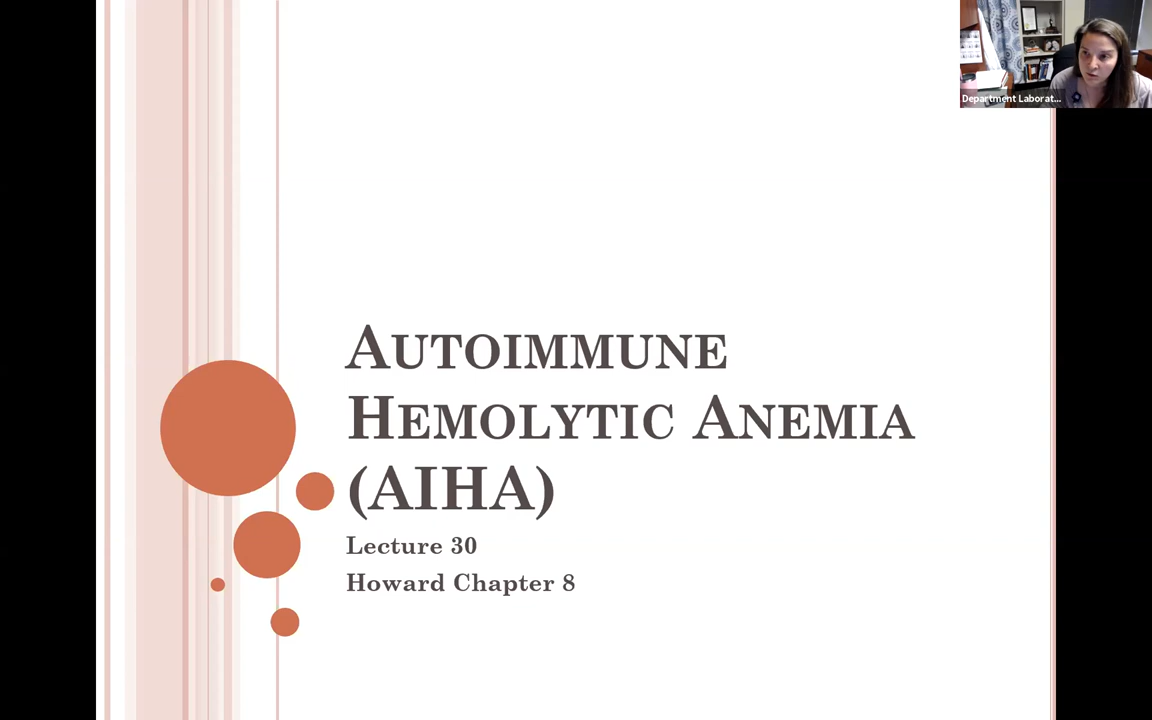 Department Laborat...
AUTOIMMUNE
HEMOLYTIC ANEMIA
(AIHA)
Lecture 30
Howard Chapter 8